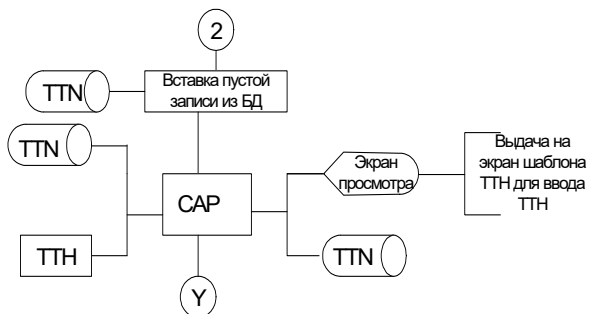 2
TTN
Вставка пустой
записи из БД
TTN
Экран
просмотра
Выдача на
экран шаблона
ТТН для ввода
ТТН
САР
ТТН
TTN
Y